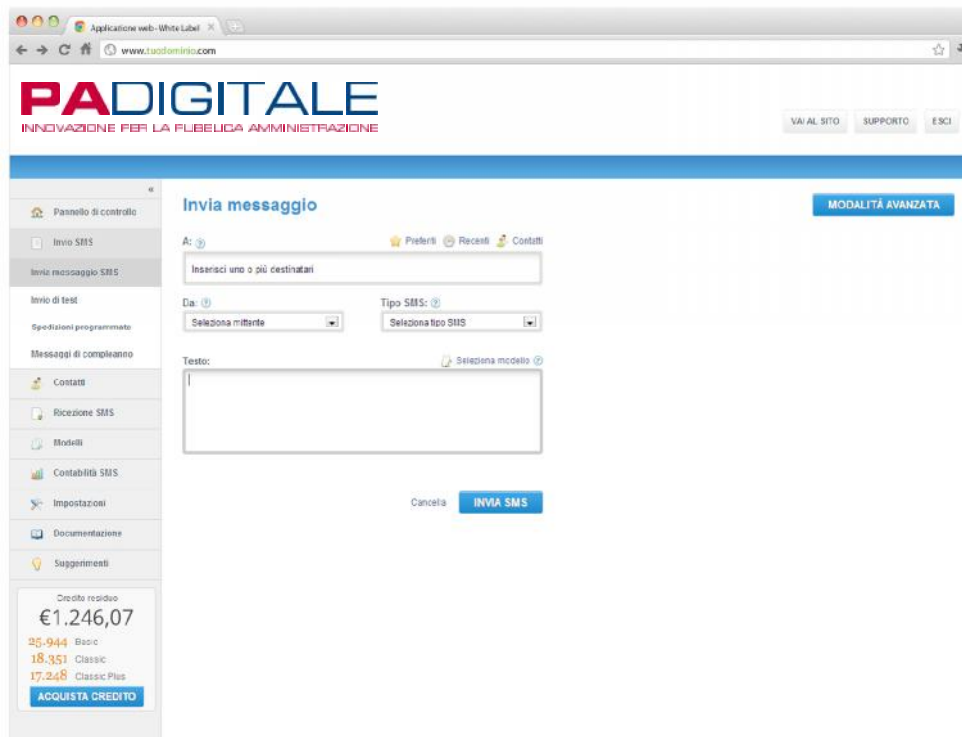 Applicazione web - White Label
www.tuodominio.com
PADIGITALE
INNOVAZIONE PER LA PUBBLICA AMMINISTRAZIONE
VAI AL SITO SUPPORTO ESCI
«
Pannello di controllo
Invio SMS
Invia messaggio SMS
Invio di test
Spedizioni programmate
Messaggi di compleanno
Contatti
Ricezione SMS
Modelli
Contabilità SMS
Impostazioni
Documentazione
Suggerimenti
Credito residuo
€1.246,07
25.944 Basic
18.351 Classic
17.248 Classic Plus
ACQUISTA CREDITO
Invia messaggio
MODALITÁ AVANZATA
A: ? Preferiti Recenti Contatti
Inserisci uno o più destinatari
Da: ? Tipo SMS: ?
Seleziona mittente Seleziona tipo SMS
Testo: Seleziona modello ?
Cancella INVIA SMS